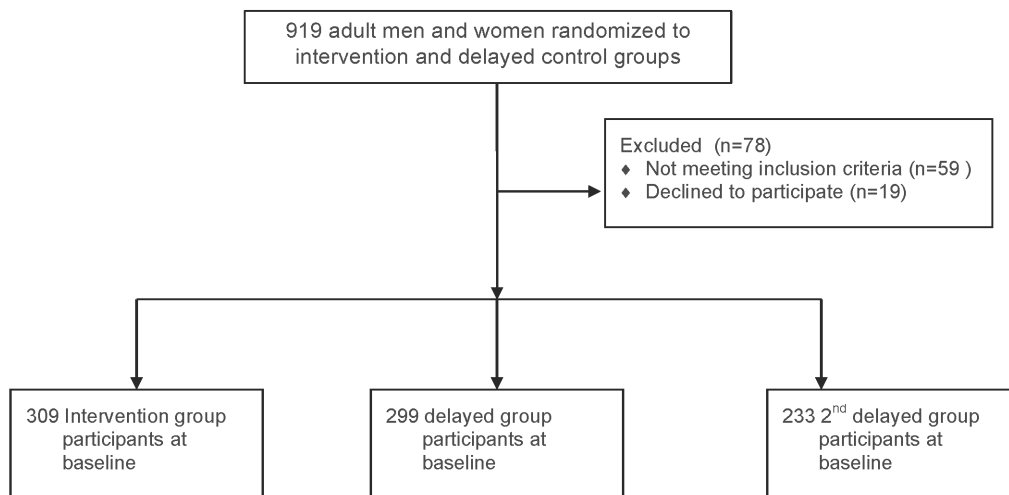 919 adult men and women randomized to
intervention and delayed control groups
Excluded (n=78)
♦ Not meeting inclusion criteria (n=59 )
♦ Declined to participate (n=19)
309 Intervention group
participants at
baseline
299 delayed group
participants at
baseline
233 2nd delayed group
participants at
baseline